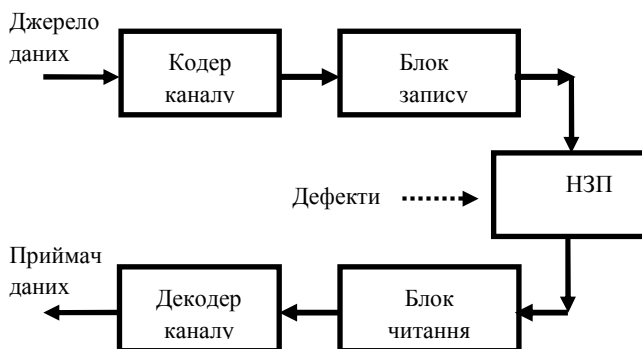 Джерело
даних
Кодер
каналу
Блок
запису
НЗП
Дефекти
Приймач
даних
Декодер
каналу
Блок
читання